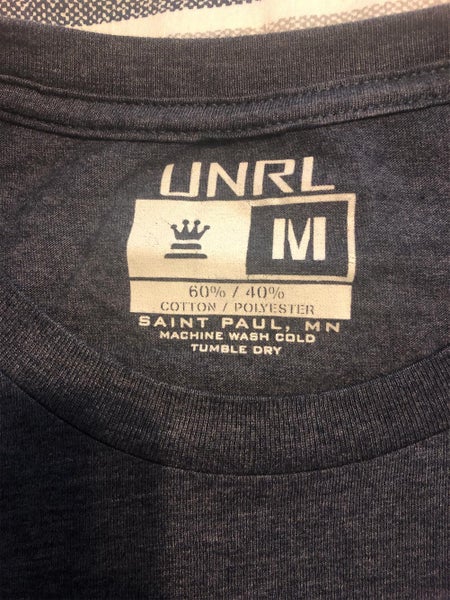 UNRL
M
60% / 40%
COTTON / POLYESTER
SAINT PAUL, MN
MACHINE WASH COLD
TUMBLE DRY